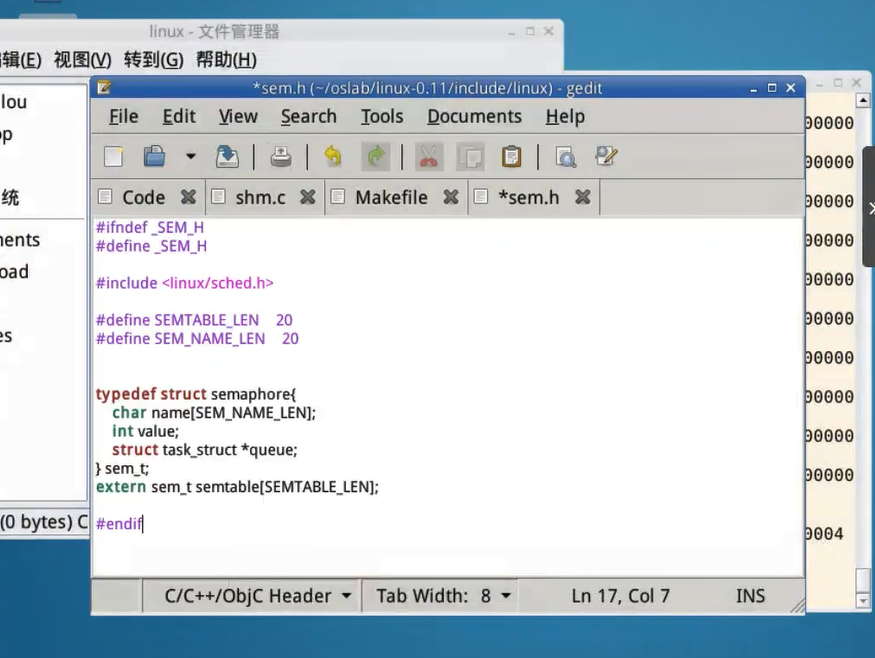 linux - 文件管理器
辑(E) 视图(V) 转到(G) 帮助(H)
*sem.h (~/oslab/linux-0.11/include/linux) - gedit
File Edit View Search Tools Documents Help
Code shm.c Makefile *sem.h
#ifndef _SEM_H
#define _SEM_H
#include <linux/sched.h>
#define SEMTABLE_LEN    20
#define SEM_NAME_LEN    20
typedef struct semaphore{
    char name[SEM_NAME_LEN];
    int value;
    struct task_struct *queue;
} sem_t;
extern sem_t semtable[SEMTABLE_LEN];
#endif
C/C++/ObjC Header Tab Width: 8 Ln 17, Col 7 INS
lou
op
统
ments
oad
es
(0 bytes) C
00000
00000
00000
00000
00000
00000
00000
00000
00000
00000
0004